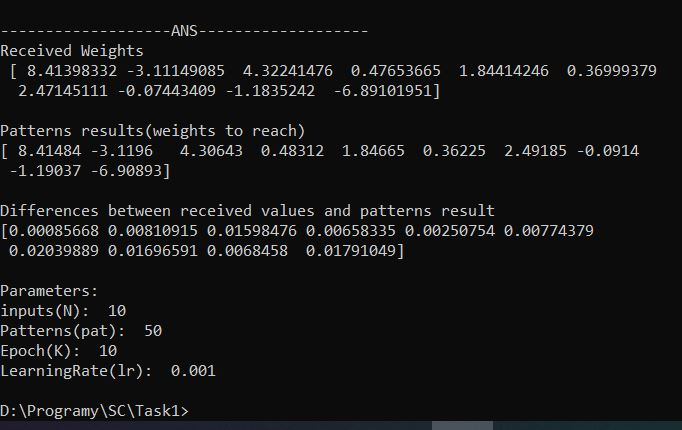 -------------------ANS-------------------
Received Weights
[ 8.41398332 -3.11149085  4.32241476  0.47653665  1.84414246  0.36999379
2.47145111 -0.07443409 -1.1835242  -6.89101951]
Patterns results(weights to reach)
[ 8.41484 -3.1196   4.30643  0.48312  1.84665  0.36225  2.49185 -0.0914
-1.19037 -6.90893]
Differences between received values and patterns result
[0.00085668 0.00810915 0.01598476 0.00658335 0.00250754 0.00774379
0.02039889 0.01696591 0.0068458  0.01791049]
Parameters:
inputs(N):  10
Patterns(pat):  50
Epoch(K):  10
LearningRate(lr):  0.001
D:\Programy\SC\Task1>